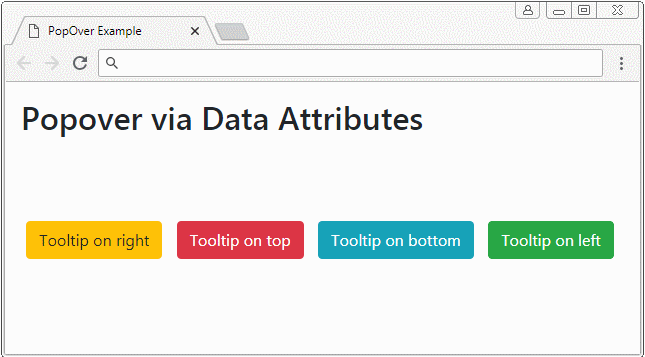 PopOver Example
Popover via Data Attributes
Tooltip on right
Tooltip on top
Tooltip on bottom
Tooltip on left